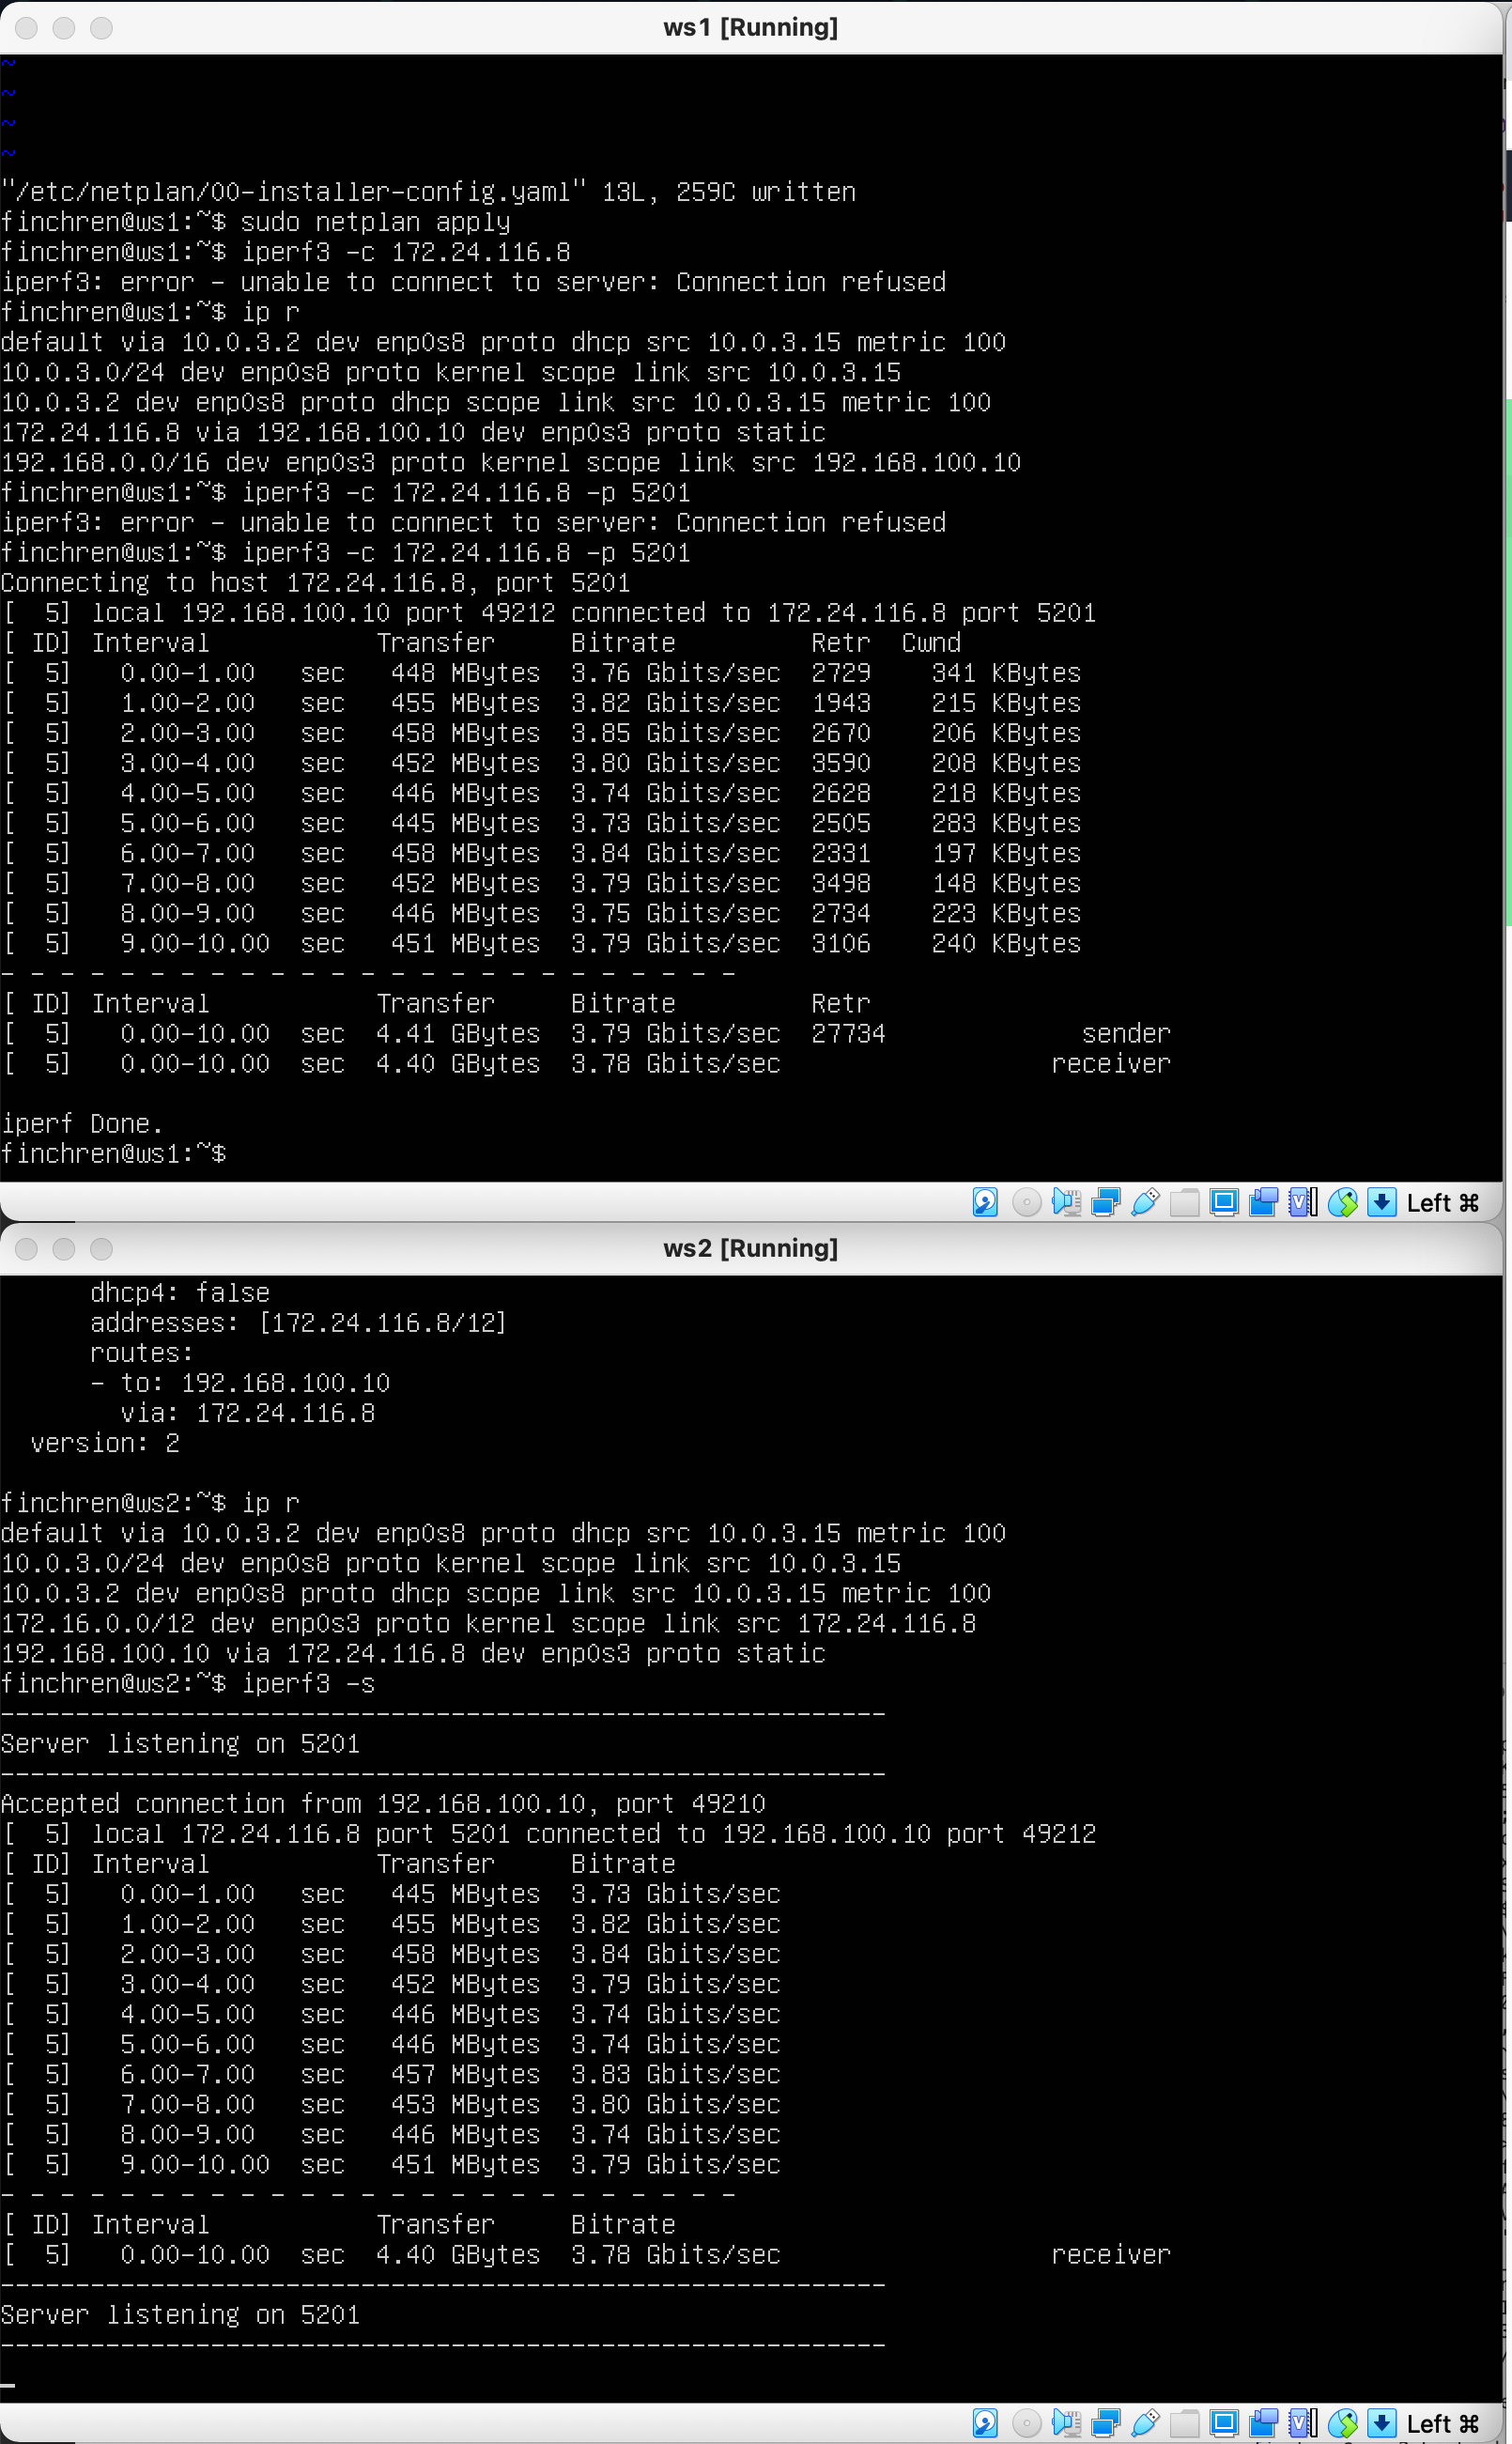 ws1 [Running]
~
~
~
~
"/etc/netplan/00-installer-config.yaml" 13L, 259C written
finchren@ws1:~$ sudo netplan apply
finchren@ws1:~$ iperf3 -c 172.24.116.8
iperf3: error - unable to connect to server: Connection refused
finchren@ws1:~$ ip r
default via 10.0.3.2 dev enp0s8 proto dhcp src 10.0.3.15 metric 100
10.0.3.0/24 dev enp0s8 proto kernel scope link src 10.0.3.15
10.0.3.2 dev enp0s8 proto dhcp scope link src 10.0.3.15 metric 100
172.24.116.8 via 192.168.100.10 dev enp0s3 proto static
192.168.0.0/16 dev enp0s3 proto kernel scope link src 192.168.100.10
finchren@ws1:~$ iperf3 -c 172.24.116.8 -p 5201
iperf3: error - unable to connect to server: Connection refused
finchren@ws1:~$ iperf3 -c 172.24.116.8 -p 5201
Connecting to host 172.24.116.8, port 5201
[  5] local 192.168.100.10 port 49212 connected to 172.24.116.8 port 5201
[ ID] Interval           Transfer     Bitrate         Retr  Cwnd
[  5]   0.00-1.00   sec   448 MBytes  3.76 Gbits/sec  2729    341 KBytes
[  5]   1.00-2.00   sec   455 MBytes  3.82 Gbits/sec  1943    215 KBytes
[  5]   2.00-3.00   sec   458 MBytes  3.85 Gbits/sec  2670    206 KBytes
[  5]   3.00-4.00   sec   452 MBytes  3.80 Gbits/sec  3590    208 KBytes
[  5]   4.00-5.00   sec   446 MBytes  3.74 Gbits/sec  2628    218 KBytes
[  5]   5.00-6.00   sec   445 MBytes  3.73 Gbits/sec  2505    283 KBytes
[  5]   6.00-7.00   sec   458 MBytes  3.84 Gbits/sec  2331    197 KBytes
[  5]   7.00-8.00   sec   452 MBytes  3.79 Gbits/sec  3498    148 KBytes
[  5]   8.00-9.00   sec   446 MBytes  3.75 Gbits/sec  2734    223 KBytes
[  5]   9.00-10.00  sec   451 MBytes  3.79 Gbits/sec  3106    240 KBytes
- - - - - - - - - - - - - - - - - - - - - - - - -
[ ID] Interval           Transfer     Bitrate         Retr
[  5]   0.00-10.00  sec  4.41 GBytes  3.79 Gbits/sec  27734             sender
[  5]   0.00-10.00  sec  4.40 GBytes  3.78 Gbits/sec                  receiver
iperf Done.
finchren@ws1:~$
Left ⌘
ws2 [Running]
      dhcp4: false
      addresses: [172.24.116.8/12]
      routes:
      - to: 192.168.100.10
        via: 172.24.116.8
  version: 2
finchren@ws2:~$ ip r
default via 10.0.3.2 dev enp0s8 proto dhcp src 10.0.3.15 metric 100
10.0.3.0/24 dev enp0s8 proto kernel scope link src 10.0.3.15
10.0.3.2 dev enp0s8 proto dhcp scope link src 10.0.3.15 metric 100
172.16.0.0/12 dev enp0s3 proto kernel scope link src 172.24.116.8
192.168.100.10 via 172.24.116.8 dev enp0s3 proto static
finchren@ws2:~$ iperf3 -s
-----------------------------------------------------------
Server listening on 5201
-----------------------------------------------------------
Accepted connection from 192.168.100.10, port 49210
[  5] local 172.24.116.8 port 5201 connected to 192.168.100.10 port 49212
[ ID] Interval           Transfer     Bitrate
[  5]   0.00-1.00   sec   445 MBytes  3.73 Gbits/sec
[  5]   1.00-2.00   sec   455 MBytes  3.82 Gbits/sec
[  5]   2.00-3.00   sec   458 MBytes  3.84 Gbits/sec
[  5]   3.00-4.00   sec   452 MBytes  3.79 Gbits/sec
[  5]   4.00-5.00   sec   446 MBytes  3.74 Gbits/sec
[  5]   5.00-6.00   sec   446 MBytes  3.74 Gbits/sec
[  5]   6.00-7.00   sec   457 MBytes  3.83 Gbits/sec
[  5]   7.00-8.00   sec   453 MBytes  3.80 Gbits/sec
[  5]   8.00-9.00   sec   446 MBytes  3.74 Gbits/sec
[  5]   9.00-10.00  sec   451 MBytes  3.79 Gbits/sec
- - - - - - - - - - - - - - - - - - - - - - - - -
[ ID] Interval           Transfer     Bitrate
[  5]   0.00-10.00  sec  4.40 GBytes  3.78 Gbits/sec                  receiver
-----------------------------------------------------------
Server listening on 5201
-----------------------------------------------------------
Left ⌘